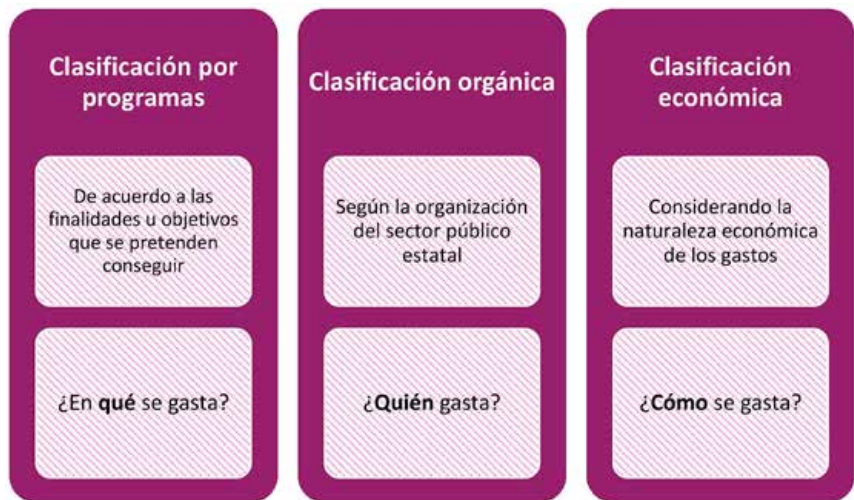 Clasificación por
programas
De acuerdo a las
finalidades u objetivos
que se pretenden
conseguir
¿En qué se gasta?
Clasificación orgánica
Según la organización
del sector público
estatal
¿Quién gasta?
Clasificación
económica
Considerando la
naturaleza económica
de los gastos
¿Cómo se gasta?